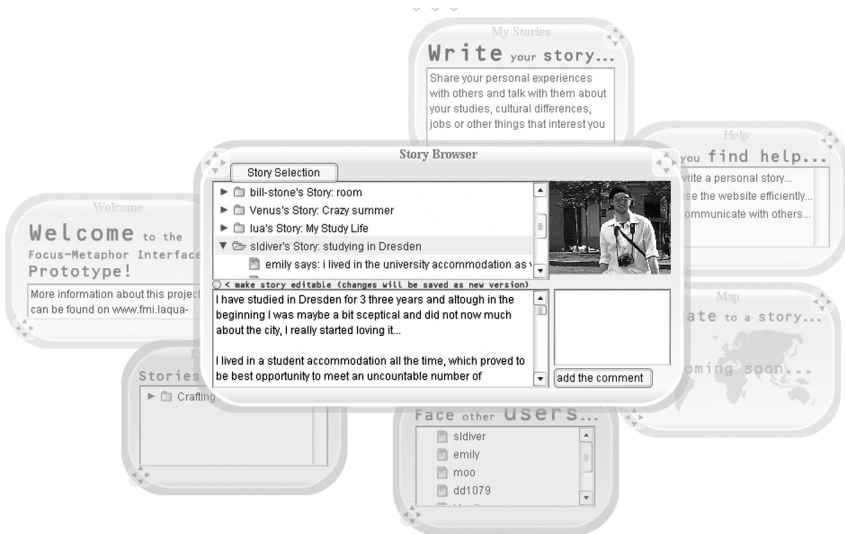 My Stories
Write your story...
Share your personal experiences
with others and talk with them about
your studies, cultural differences,
jobs or other things that interest you
Help
you find help...
write a personal story...
use the website efficiently...
communicate with others...
Story Browser
Story Selection
bill-stone's Story: room
Venus's Story: Crazy summer
lua's Story: My Study Life
sldiver's Story: studying in Dresden
emily says: i lived in the university accommodation as
< make story editable (changes will be saved as new version)
I have studied in Dresden for 3 three years and altough in the
beginning I was maybe a bit sceptical and did not now much
about the city, I really started loving it...
I lived in a student accommodation all the time, which proved to
be best opportunity to meet an uncountable number of
add the comment
Welcome
Welcome to the
Focus-Metaphor Interface
Prototype!
More information about this project
can be found on www.fmi.laqua-
Map
to a story...
coming soon...
Stories
Crafting
Face other users...
sldiver
emily
moo
dd1079